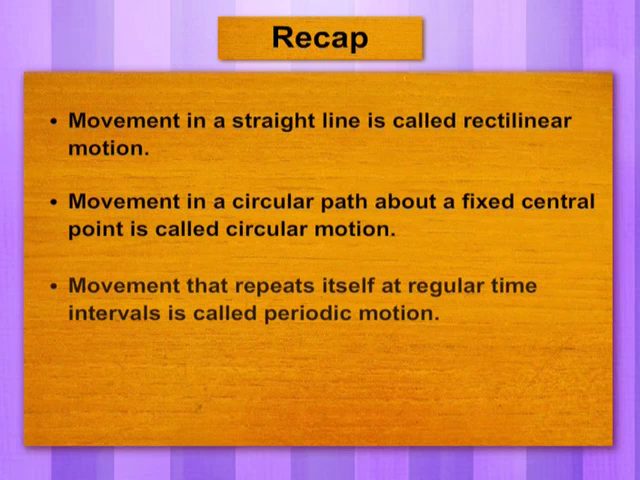 Recap
• Movement in a straight line is called rectilinear
motion.
• Movement in a circular path about a fixed central
point is called circular motion.
• Movement that repeats itself at regular time
intervals is called periodic motion.